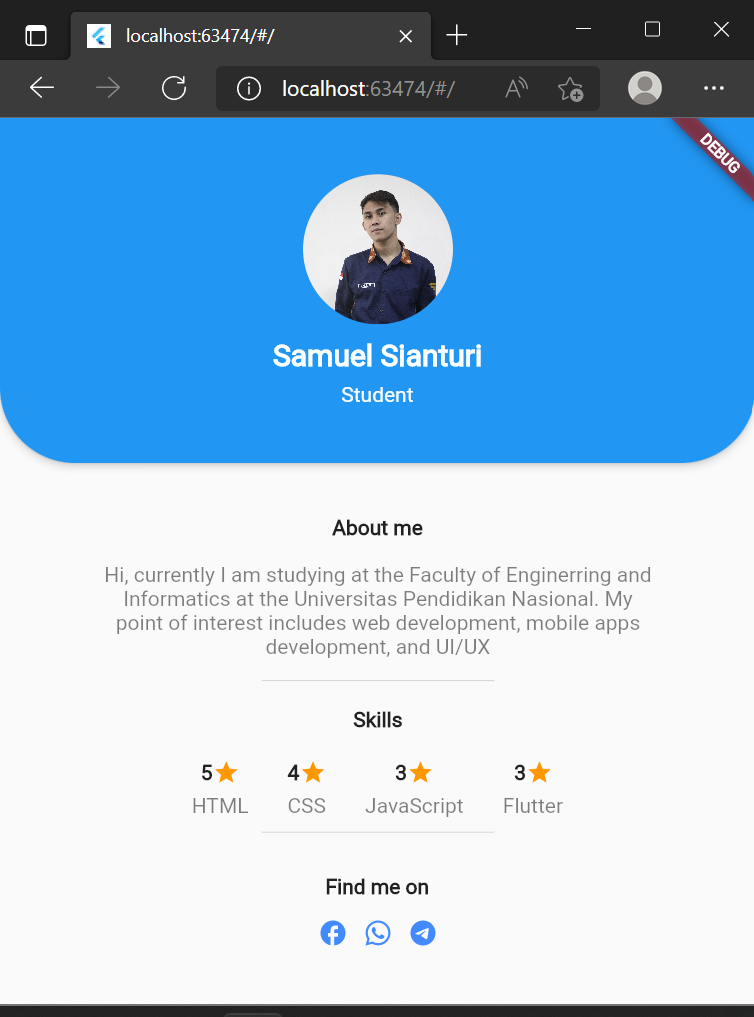 localhost:63474/#/
localhost:63474/#/
DEBUG
Samuel Sianturi
Student
About me
Hi, currently I am studying at the Faculty of Enginerring and
Informatics at the Universitas Pendidikan Nasional. My
point of interest includes web development, mobile apps
development, and UI/UX
Skills
5 4 3 3
HTML CSS JavaScript Flutter
Find me on